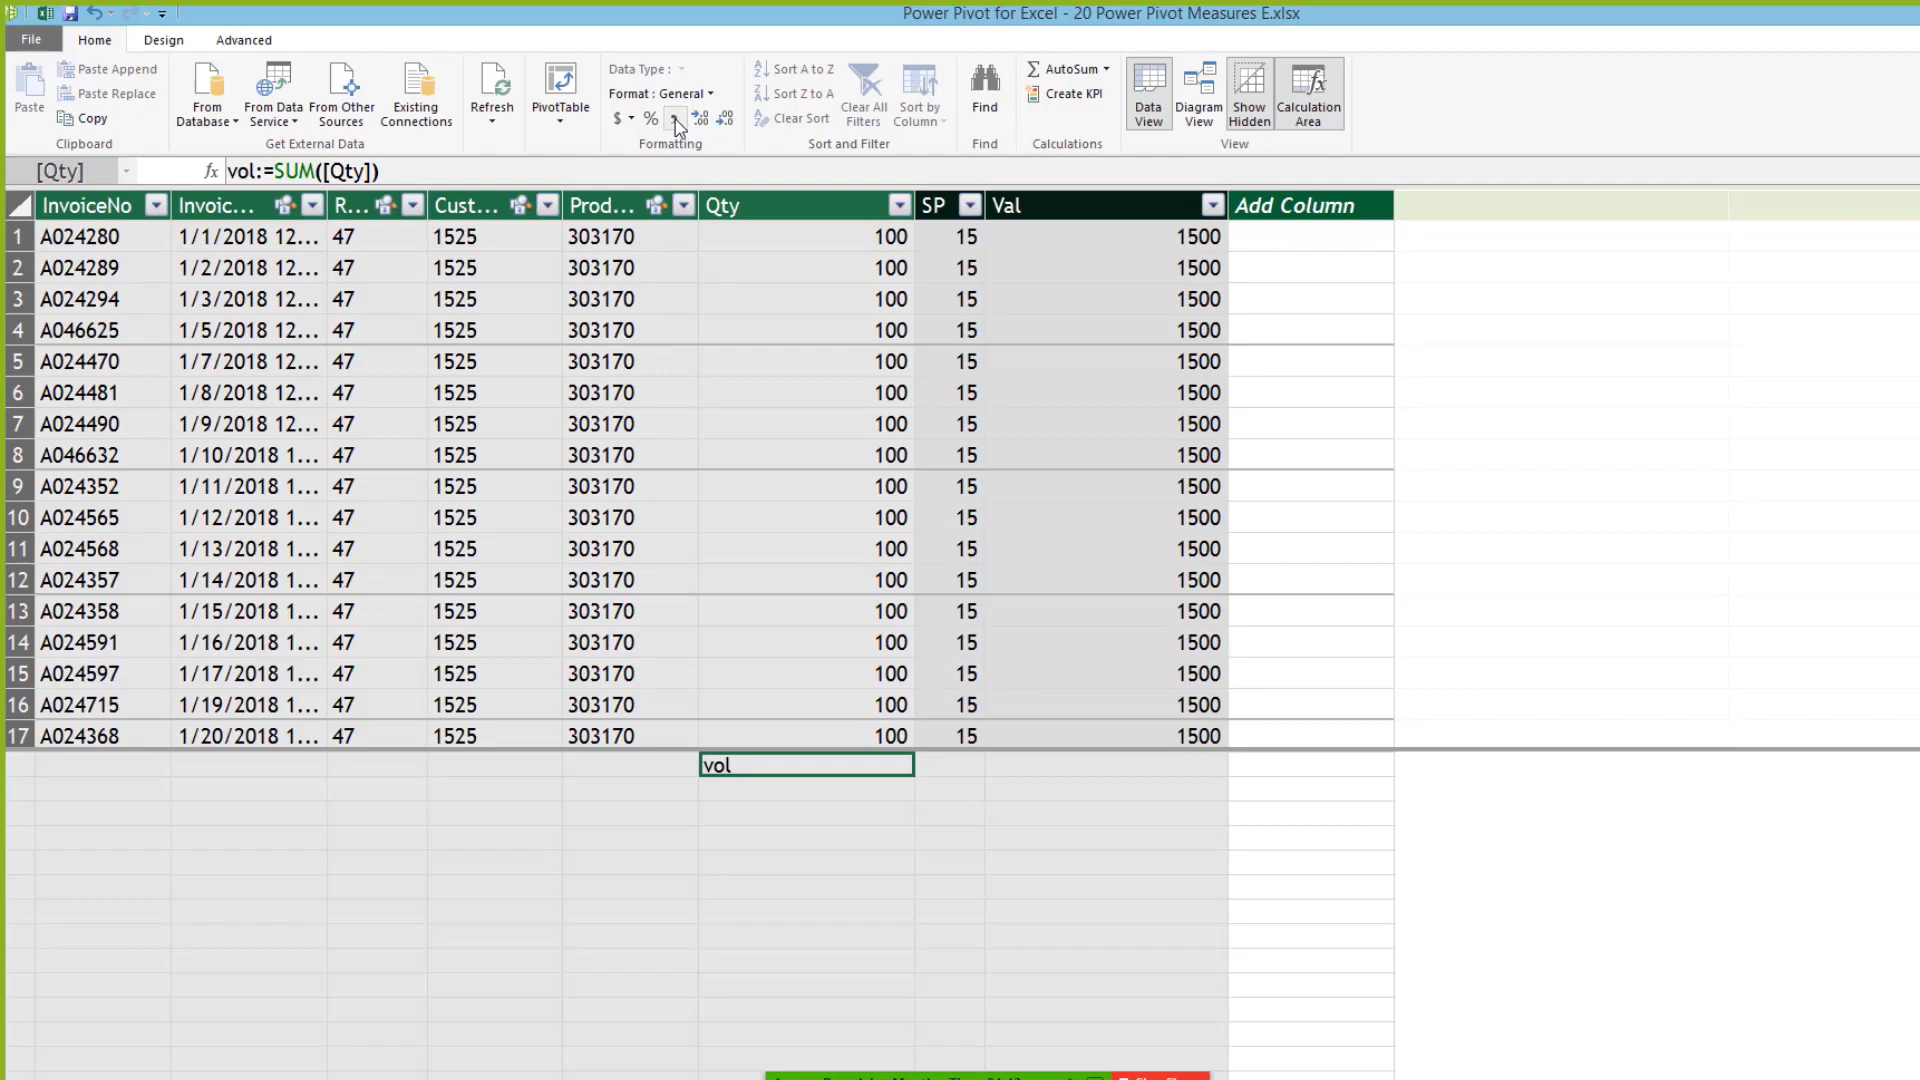 Power Pivot for Excel - 20 Power Pivot Measures E.xlsx
File Home Design Advanced
Paste
Paste Append
Paste Replace
Copy
Clipboard
From Database
From Data Service
From Other Sources
Existing Connections
Get External Data
Refresh
PivotTable
Data Type :
Format : General
$ % .00 .00
Formatting
Sort A to Z
Sort Z to A
Clear Sort
Clear All Filters
Sort by Column
Sort and Filter
Find
Find
AutoSum
Create KPI
Calculations
Data View
Diagram View
Show Hidden
Calculation Area
View
[Qty] fx vol:=SUM([Qty])
InvoiceNo Invoic... R... Cust... Prod... Qty SP Val Add Column
1 A024280 1/1/2018 12... 47 1525 303170 100 15 1500
2 A024289 1/2/2018 12... 47 1525 303170 100 15 1500
3 A024294 1/3/2018 12... 47 1525 303170 100 15 1500
4 A046625 1/5/2018 12... 47 1525 303170 100 15 1500
5 A024470 1/7/2018 12... 47 1525 303170 100 15 1500
6 A024481 1/8/2018 12... 47 1525 303170 100 15 1500
7 A024490 1/9/2018 12... 47 1525 303170 100 15 1500
8 A046632 1/10/2018 1... 47 1525 303170 100 15 1500
9 A024352 1/11/2018 1... 47 1525 303170 100 15 1500
10 A024565 1/12/2018 1... 47 1525 303170 100 15 1500
11 A024568 1/13/2018 1... 47 1525 303170 100 15 1500
12 A024357 1/14/2018 1... 47 1525 303170 100 15 1500
13 A024358 1/15/2018 1... 47 1525 303170 100 15 1500
14 A024591 1/16/2018 1... 47 1525 303170 100 15 1500
15 A024597 1/17/2018 1... 47 1525 303170 100 15 1500
16 A024715 1/19/2018 1... 47 1525 303170 100 15 1500
17 A024368 1/20/2018 1... 47 1525 303170 100 15 1500
vol